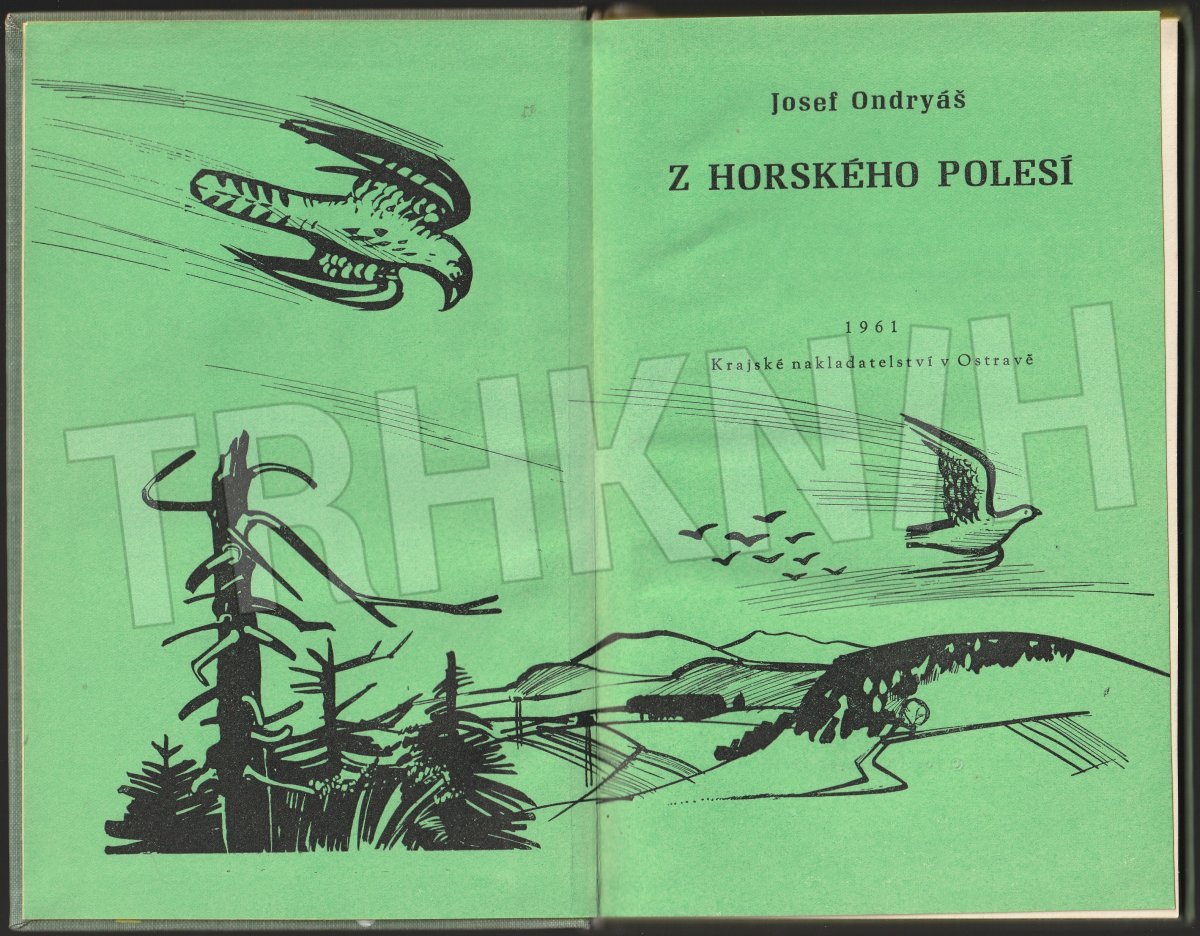 Josef Ondryáš
Z HORSKÉHO POLESÍ
1961
Krajské nakladatelství v Ostravě
TRHKNIH